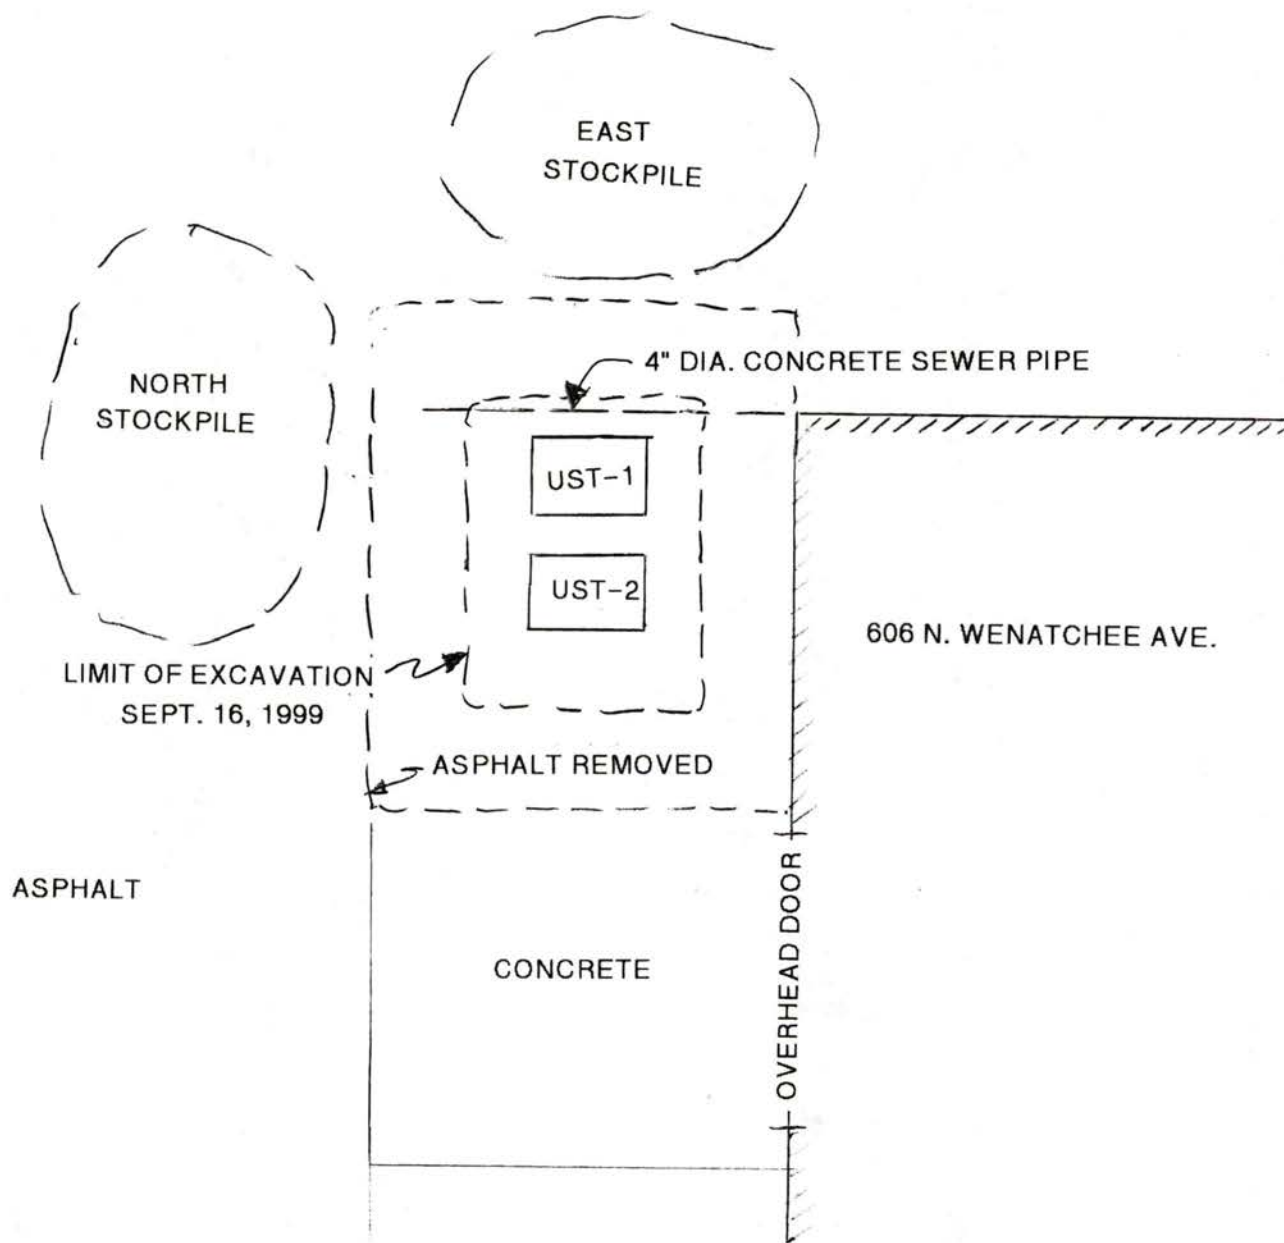 EAST
STOCKPILE
4" DIA. CONCRETE SEWER PIPE
NORTH
STOCKPILE
UST-1
UST-2
606 N. WENATCHEE AVE.
LIMIT OF EXCAVATION
SEPT. 16, 1999
ASPHALT REMOVED
ASPHALT
OVERHEAD DOOR
CONCRETE